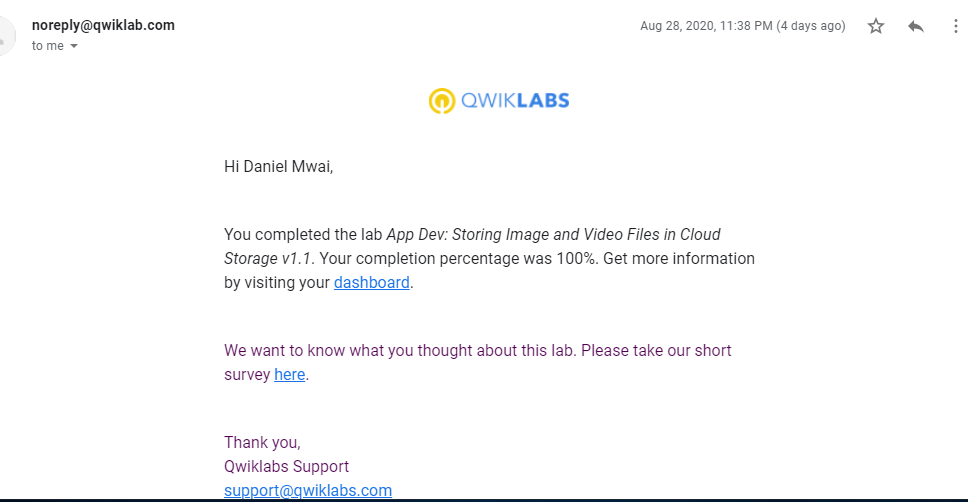 noreply@qwiklab.com
Aug 28, 2020, 11:38 PM (4 days ago)
to me
QWIKLABS
Hi Daniel Mwai,
You completed the lab App Dev: Storing Image and Video Files in Cloud
Storage v1.1. Your completion percentage was 100%. Get more information
by visiting your dashboard.
We want to know what you thought about this lab. Please take our short
survey here.
Thank you,
Qwiklabs Support
support@qwiklabs.com